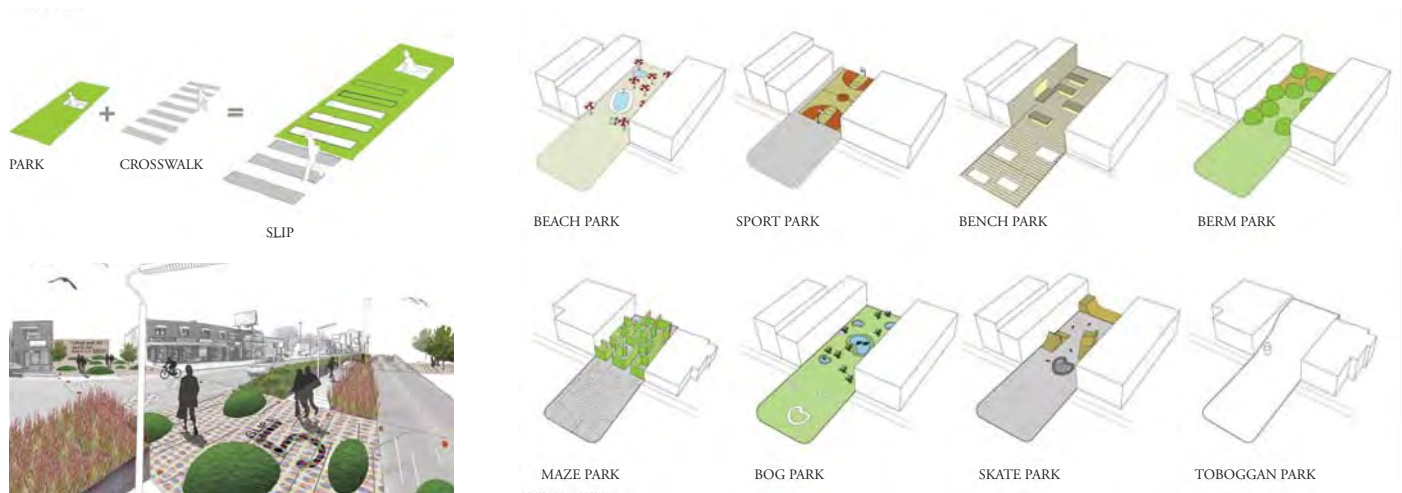 PARK
+
CROSSWALK
=
SLIP
BEACH PARK
SPORT PARK
BENCH PARK
BERM PARK
MAZE PARK
BOG PARK
SKATE PARK
TOBOGGAN PARK